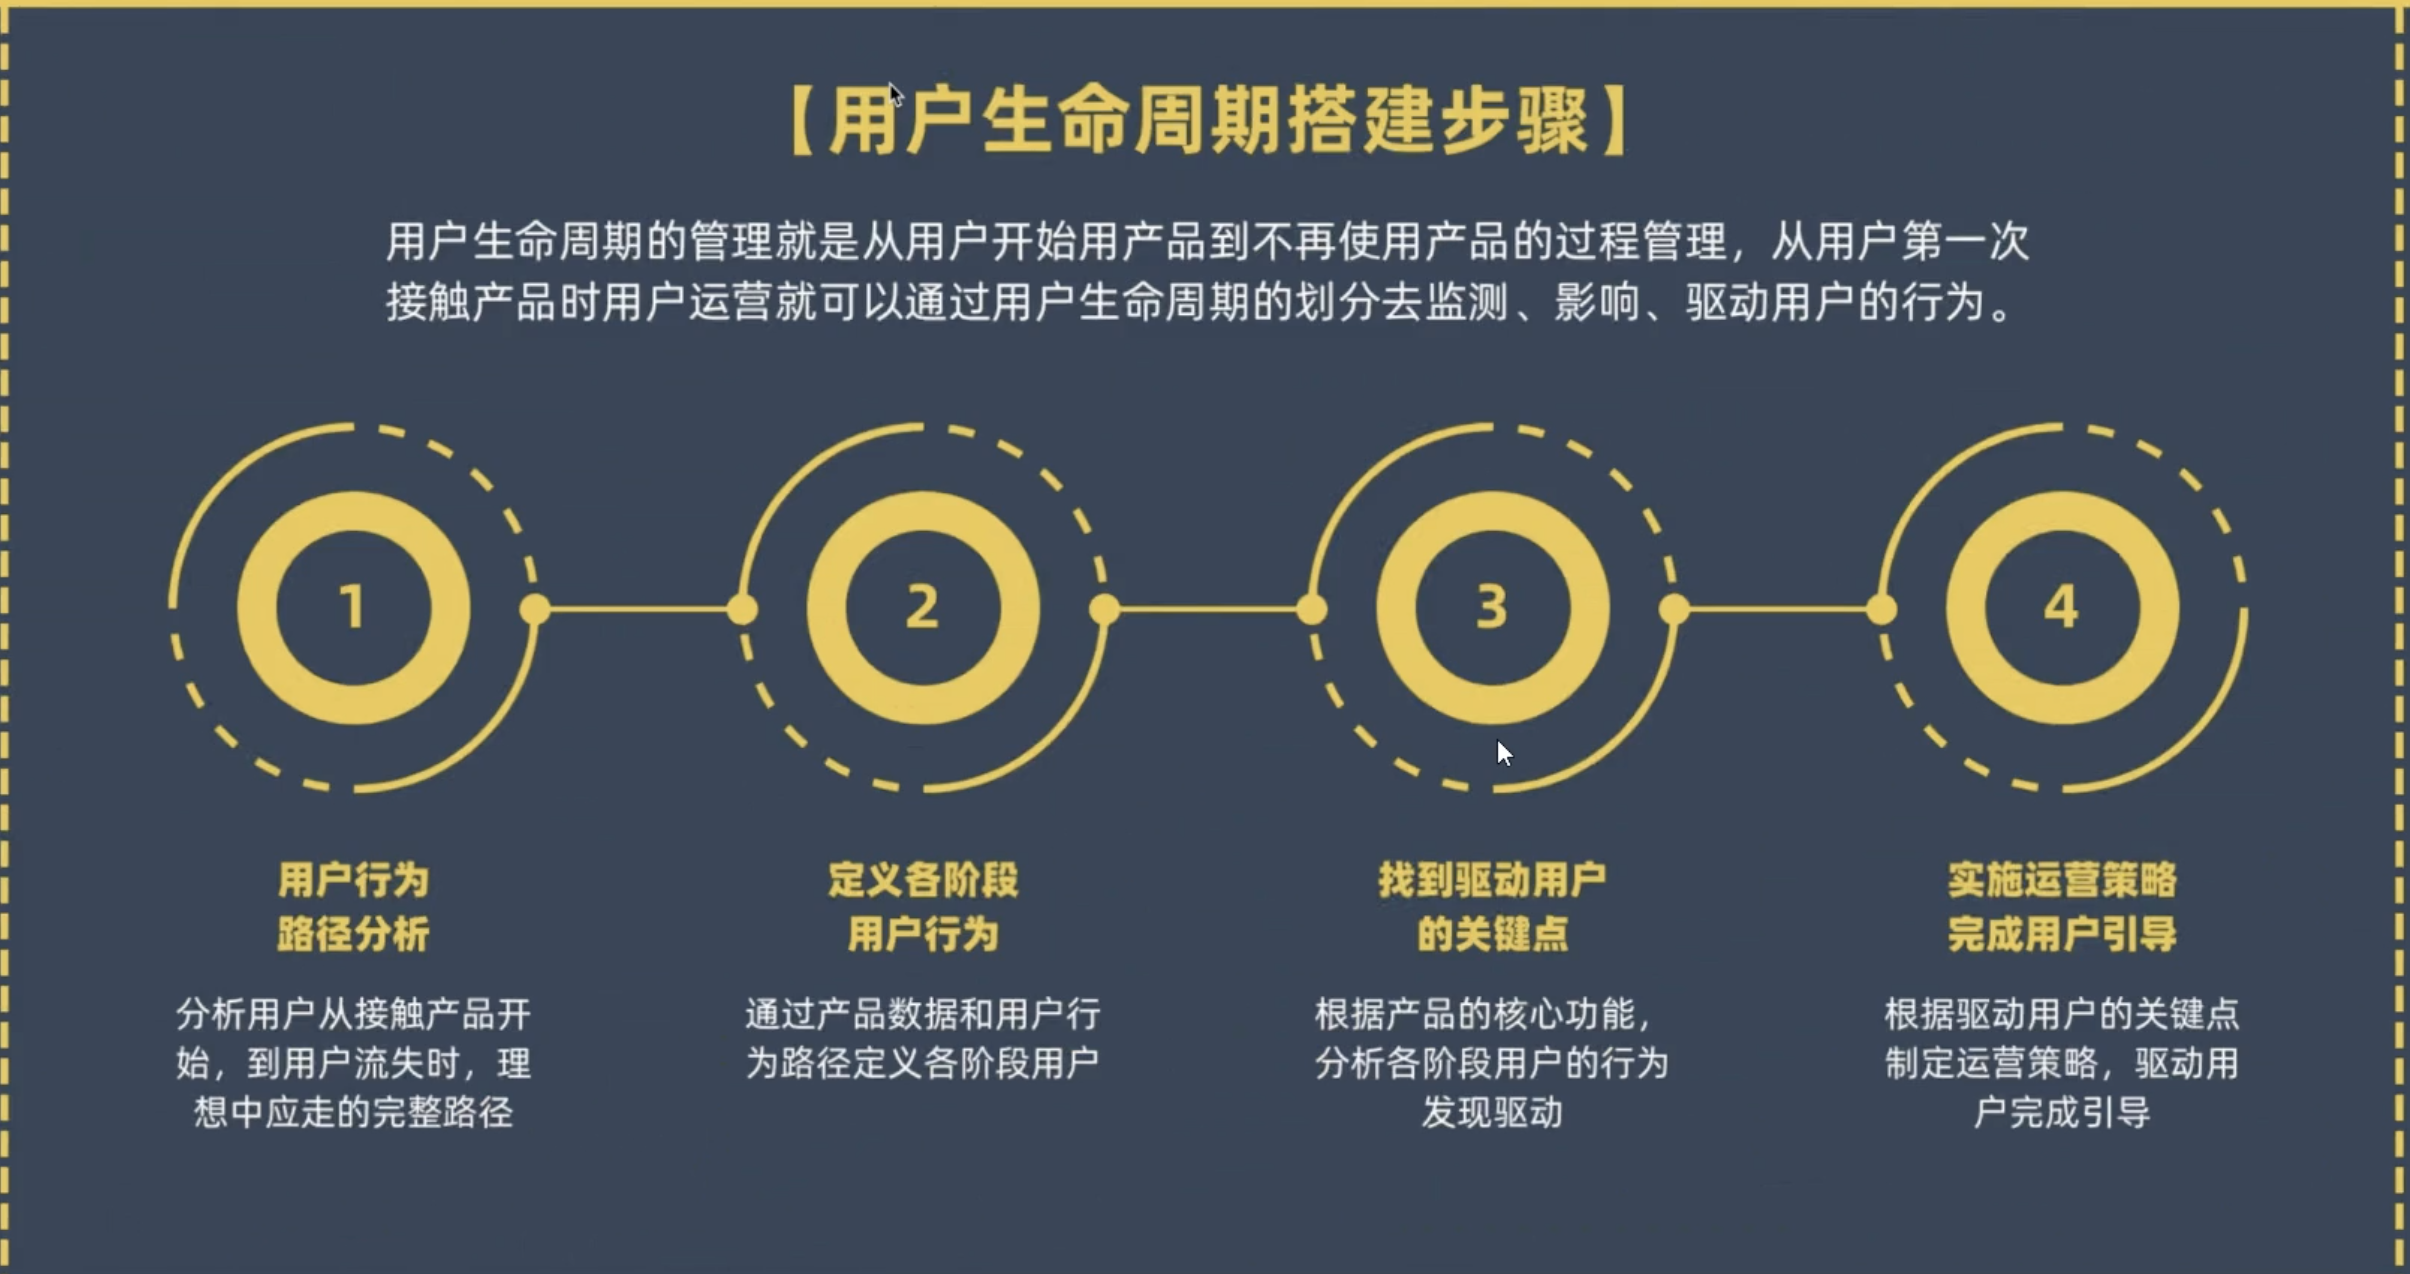 【用户生命周期搭建步骤】
用户生命周期的管理就是从用户开始用产品到不再使用产品的过程管理，从用户第一次
接触产品时用户运营就可以通过用户生命周期的划分去监测、影响、驱动用户的行为。
1
2
3
4
用户行为
路径分析
分析用户从接触产品开
始，到用户流失时，理
想中应走的完整路径
定义各阶段
用户行为
通过产品数据和用户行
为路径定义各阶段用户
找到驱动用户
的关键点
根据产品的核心功能，
分析各阶段用户的行为
发现驱动
实施运营策略
完成用户引导
根据驱动用户的关键点
制定运营策略，驱动用
户完成引导